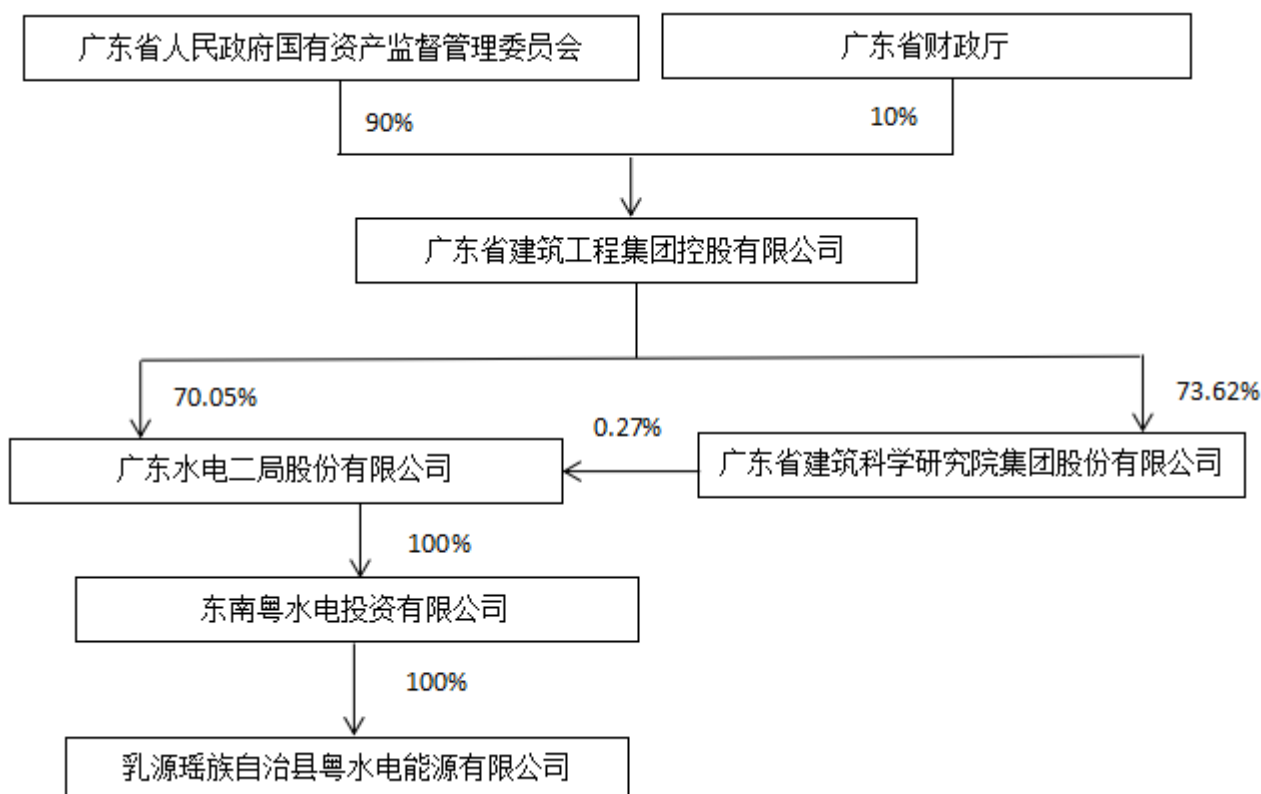 广东省人民政府国有资产监督管理委员会
广东省财政厅
90%
10%
广东省建筑工程集团控股有限公司
70.05%
73.62%
0.27%
广东水电二局股份有限公司
广东省建筑科学研究院集团股份有限公司
100%
东南粤水电投资有限公司
100%
乳源瑶族自治县粤水电能源有限公司